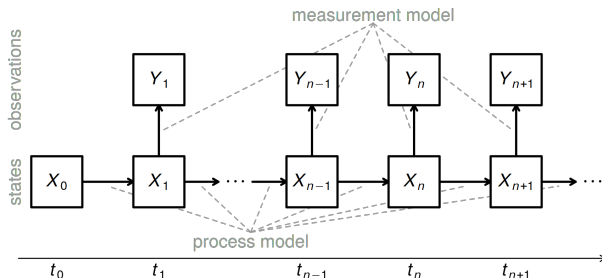 measurement model
observations
Y₁ Yₙ₋₁ Yₙ Yₙ₊₁
states
X₀ X₁ ⋯ Xₙ₋₁ Xₙ Xₙ₊₁ ⋯
process model
t₀ t₁ tₙ₋₁ tₙ tₙ₊₁